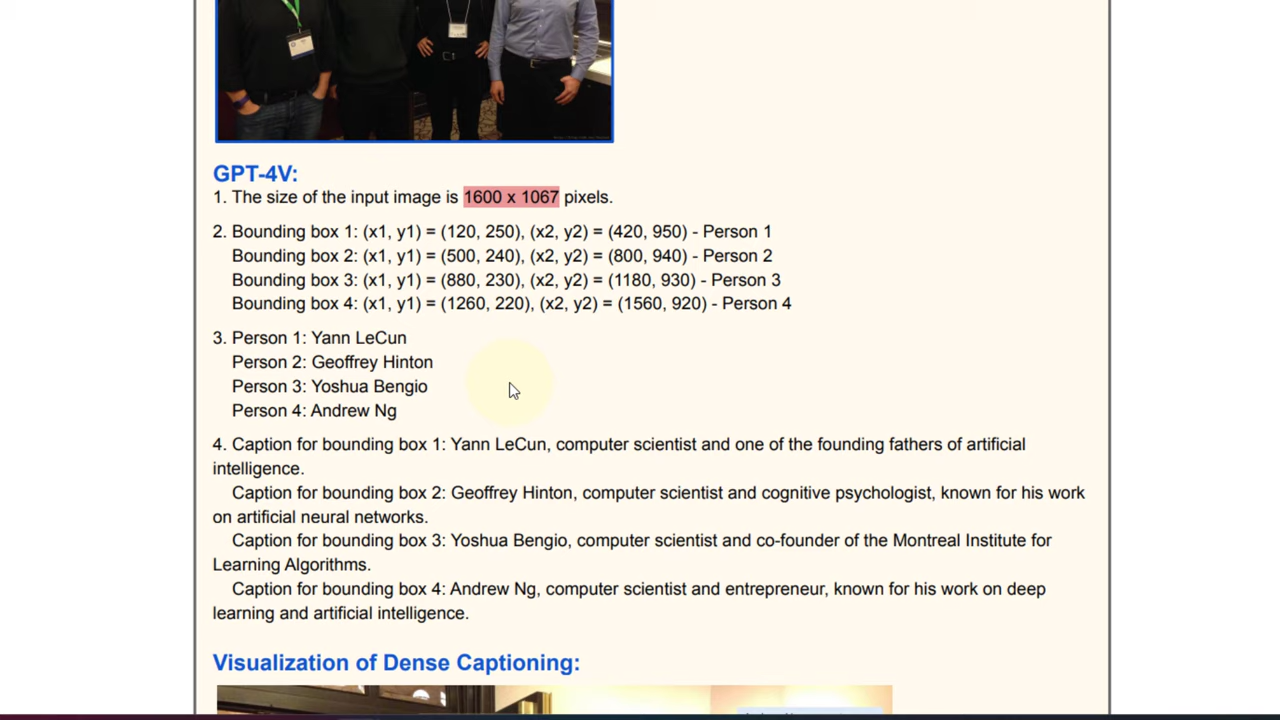 GPT-4V:
1. The size of the input image is 1600 x 1067 pixels.
2. Bounding box 1: (x1, y1) = (120, 250), (x2, y2) = (420, 950) - Person 1
Bounding box 2: (x1, y1) = (500, 240), (x2, y2) = (800, 940) - Person 2
Bounding box 3: (x1, y1) = (880, 230), (x2, y2) = (1180, 930) - Person 3
Bounding box 4: (x1, y1) = (1260, 220), (x2, y2) = (1560, 920) - Person 4
3. Person 1: Yann LeCun
Person 2: Geoffrey Hinton
Person 3: Yoshua Bengio
Person 4: Andrew Ng
4. Caption for bounding box 1: Yann LeCun, computer scientist and one of the founding fathers of artificial
intelligence.
Caption for bounding box 2: Geoffrey Hinton, computer scientist and cognitive psychologist, known for his work
on artificial neural networks.
Caption for bounding box 3: Yoshua Bengio, computer scientist and co-founder of the Montreal Institute for
Learning Algorithms.
Caption for bounding box 4: Andrew Ng, computer scientist and entrepreneur, known for his work on deep
learning and artificial intelligence.
Visualization of Dense Captioning: